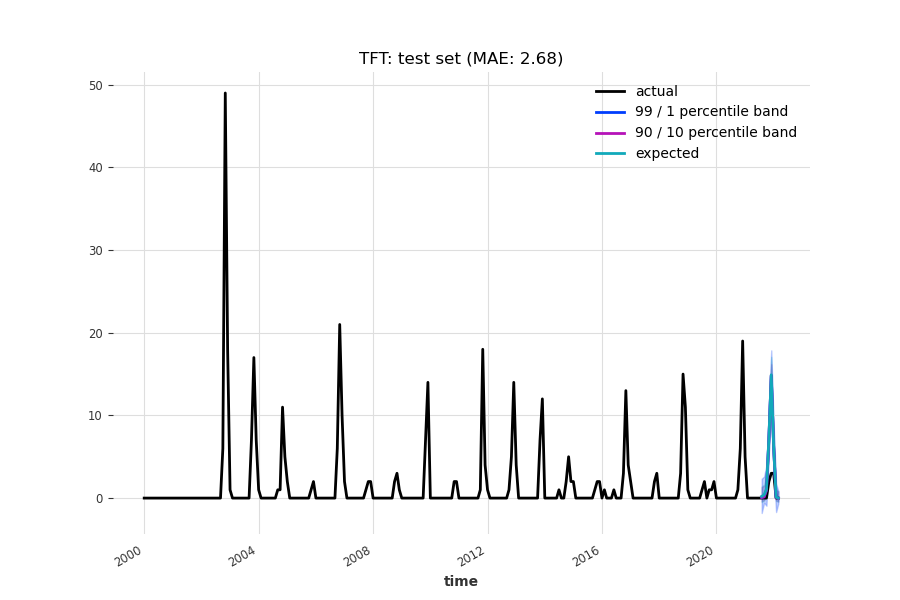 TFT: test set (MAE: 2.68)
actual
99 / 1 percentile band
90 / 10 percentile band
expected
50
40
30
20
10
0
2000
2004
2008
2012
2016
2020
time